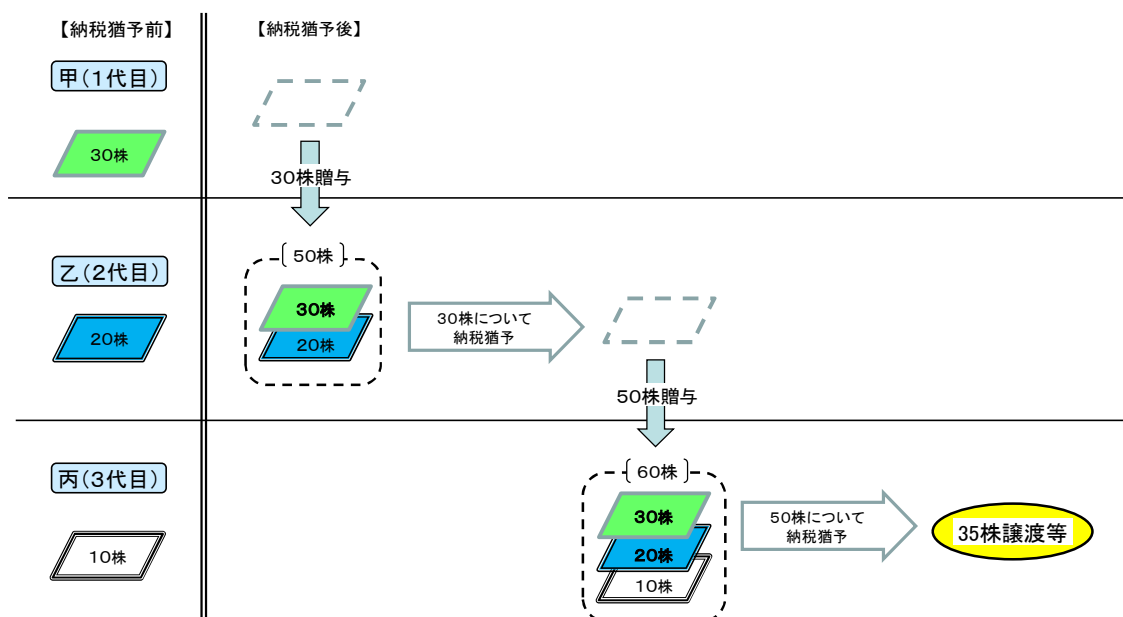 【納税猶予前】
【納税猶予後】
甲(1代目)
30株
30株贈与
乙(2代目)
20株
50株
30株
20株
30株について
納税猶予
50株贈与
丙(3代目)
10株
60株
30株
20株
10株
50株について
納税猶予
35株譲渡等